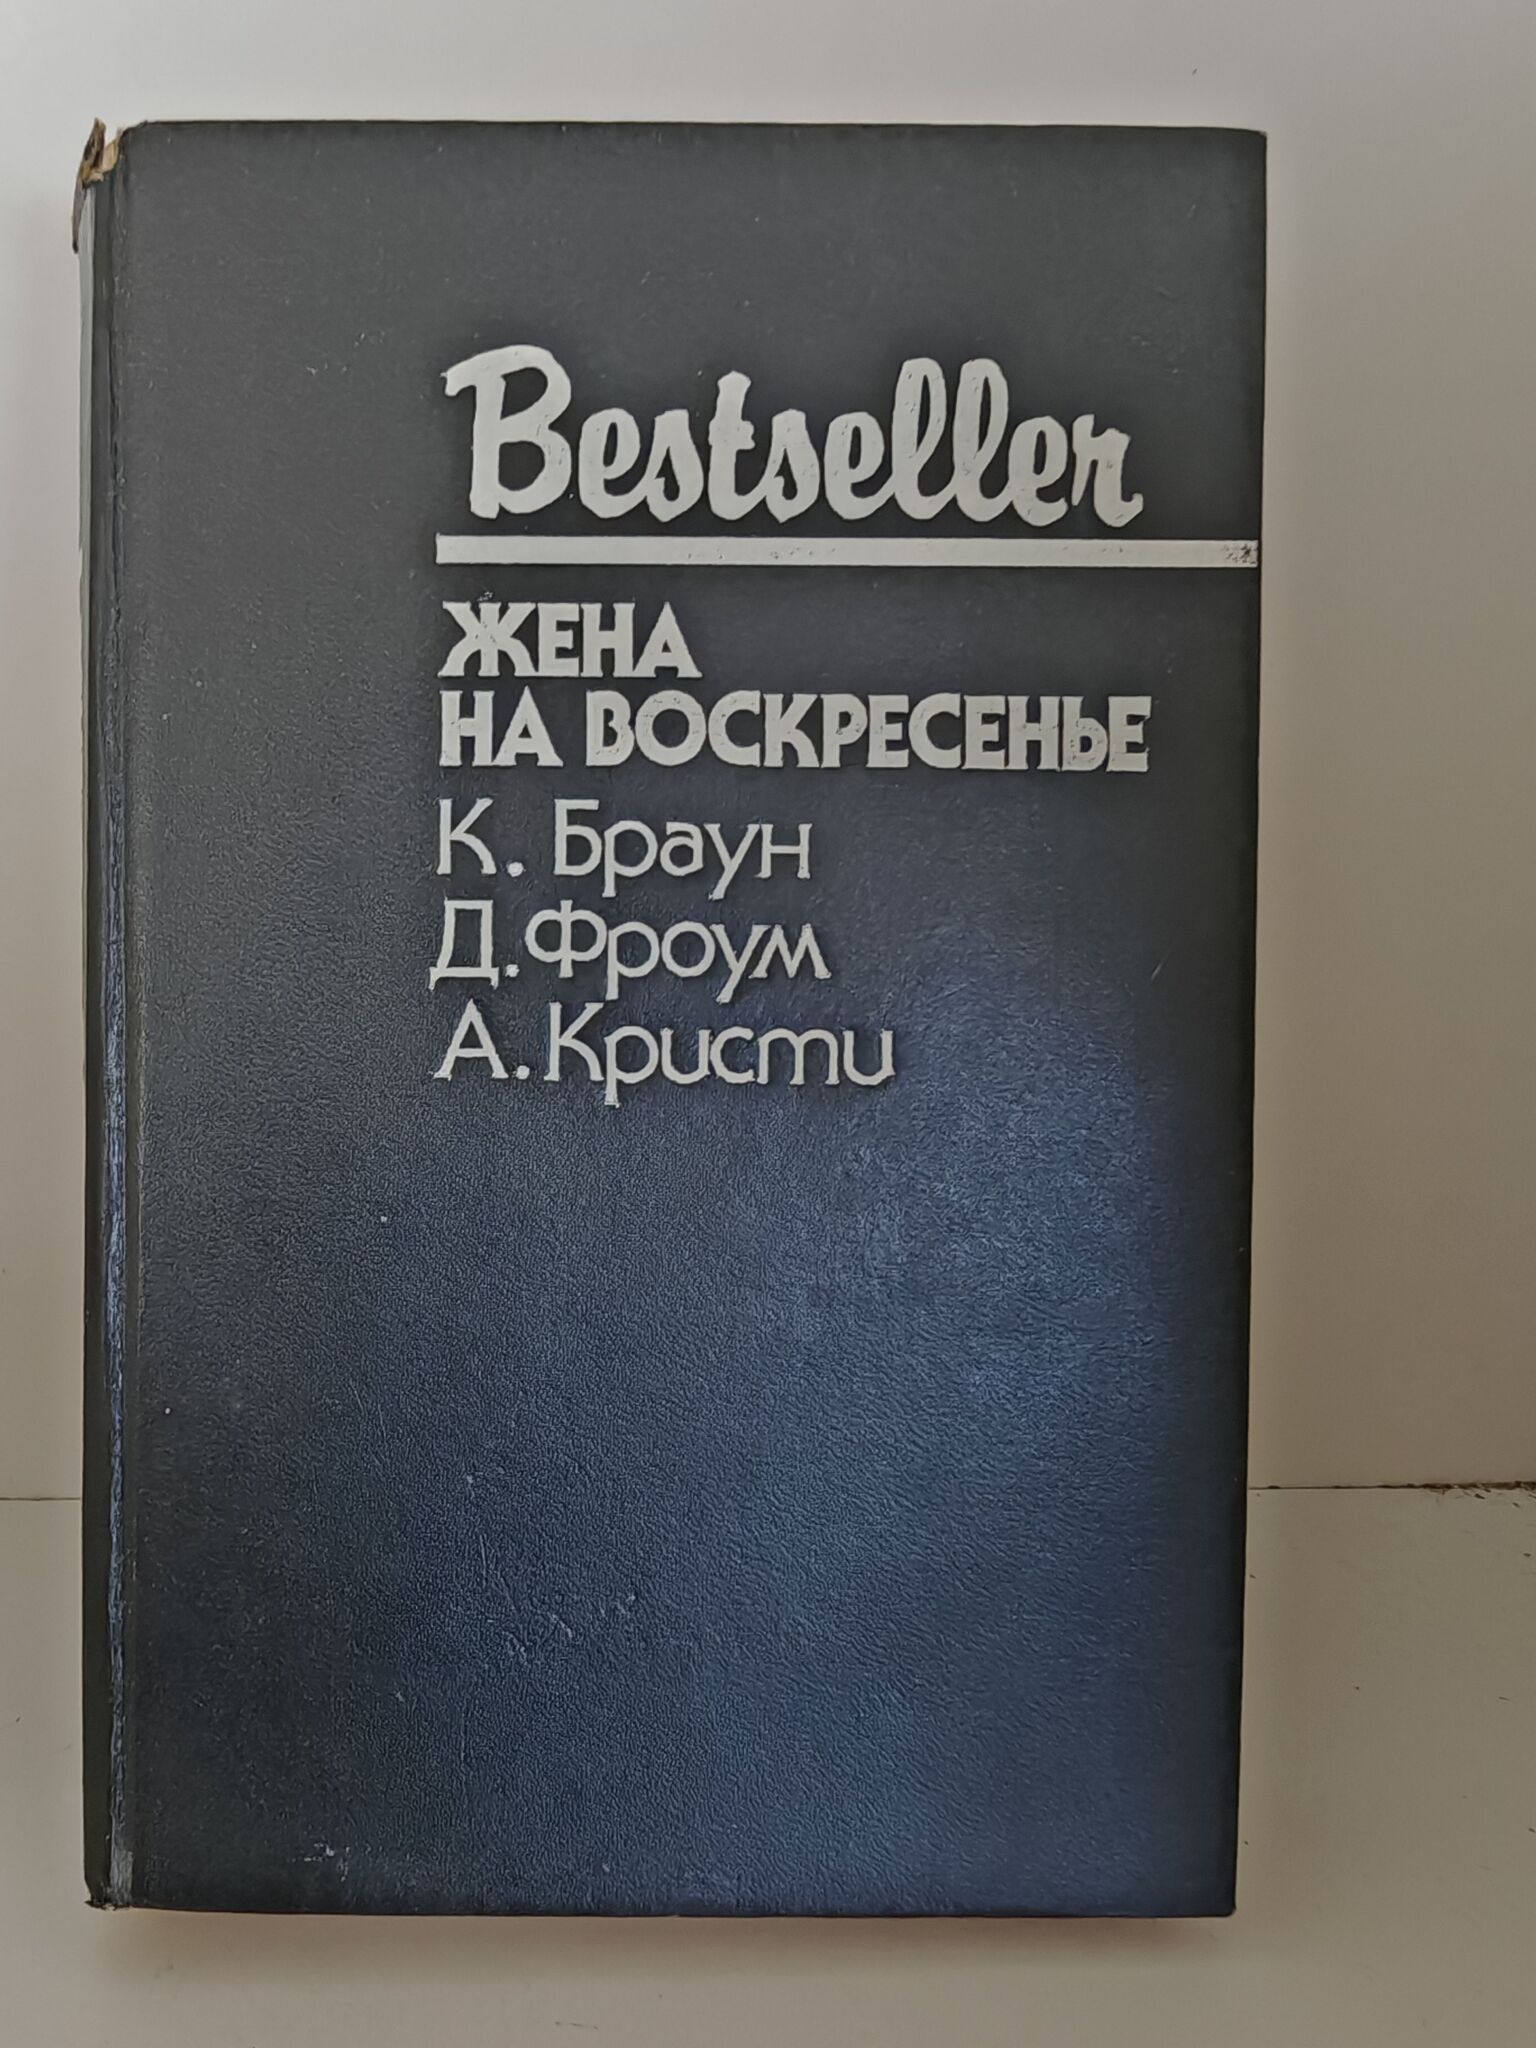 Bestseller
ЖЕНА
НА ВОСКРЕСЕНЬЕ
К. Браун
Д. Фроум
А. Кристи